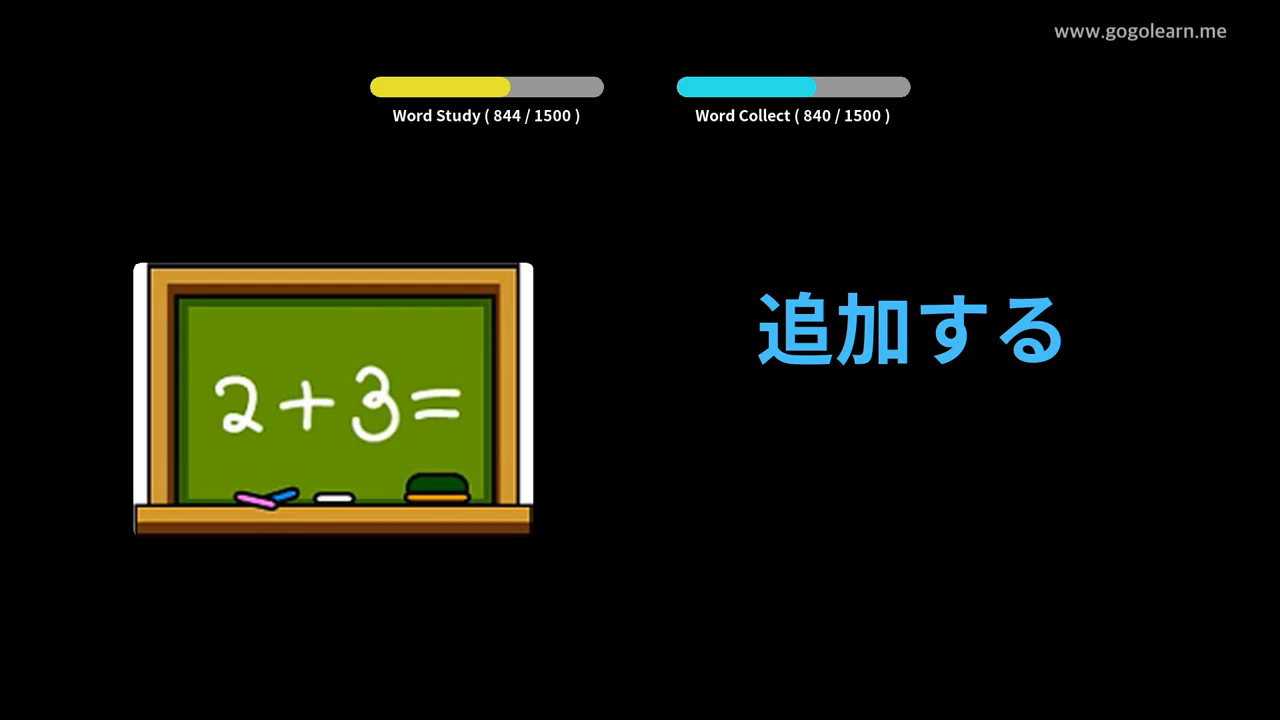 www.gogolearn.me
Word Study ( 844 / 1500 )
Word Collect ( 840 / 1500 )
2+3=
追加する